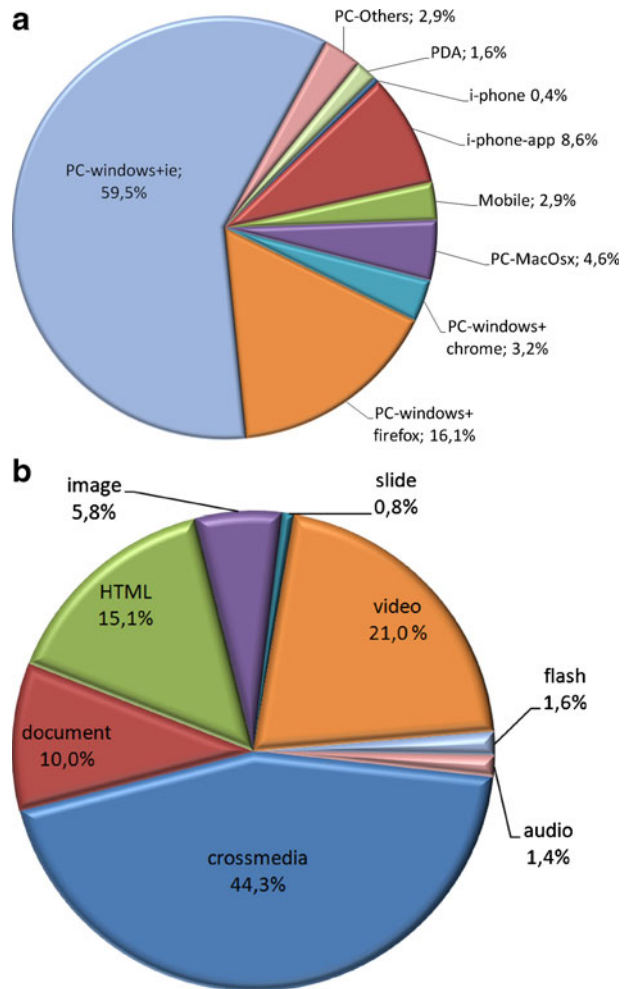 a
PC-Others; 2,9%
PDA; 1,6%
i-phone 0,4%
i-phone-app 8,6%
Mobile; 2,9%
PC-MacOsx; 4,6%
PC-windows+
chrome; 3,2%
PC-windows+
firefox; 16,1%
PC-windows+ie;
59,5%
b
image
5,8%
slide
0,8%
HTML
15,1%
video
21,0 %
flash
1,6%
document
10,0%
audio
1,4%
crossmedia
44,3%